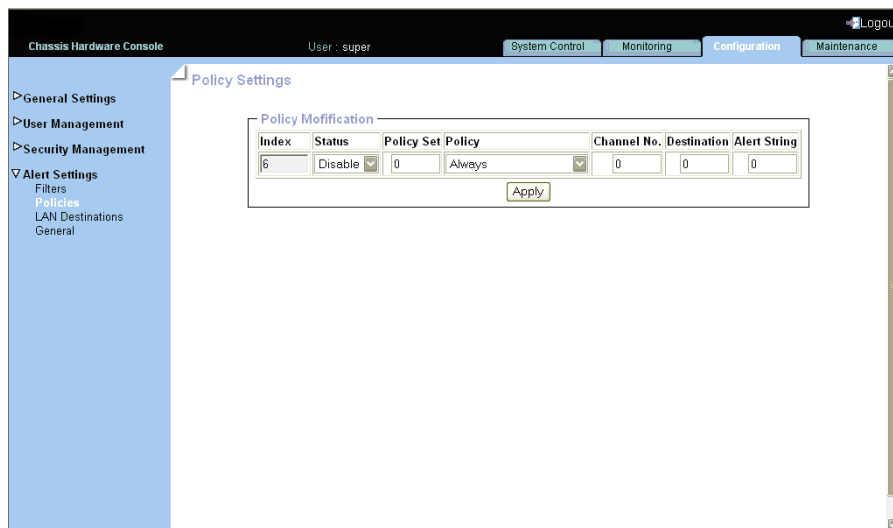 Logou
Chassis Hardware Console
User : super
System Control
Monitoring
Configuration
Maintenance
General Settings
User Management
Security Management
Alert Settings
Filters
Policies
LAN Destinations
General
Policy Settings
Policy Mofification
Index Status Policy Set Policy Channel No. Destination Alert String
6 Disable 0 Always 0 0 0
Apply